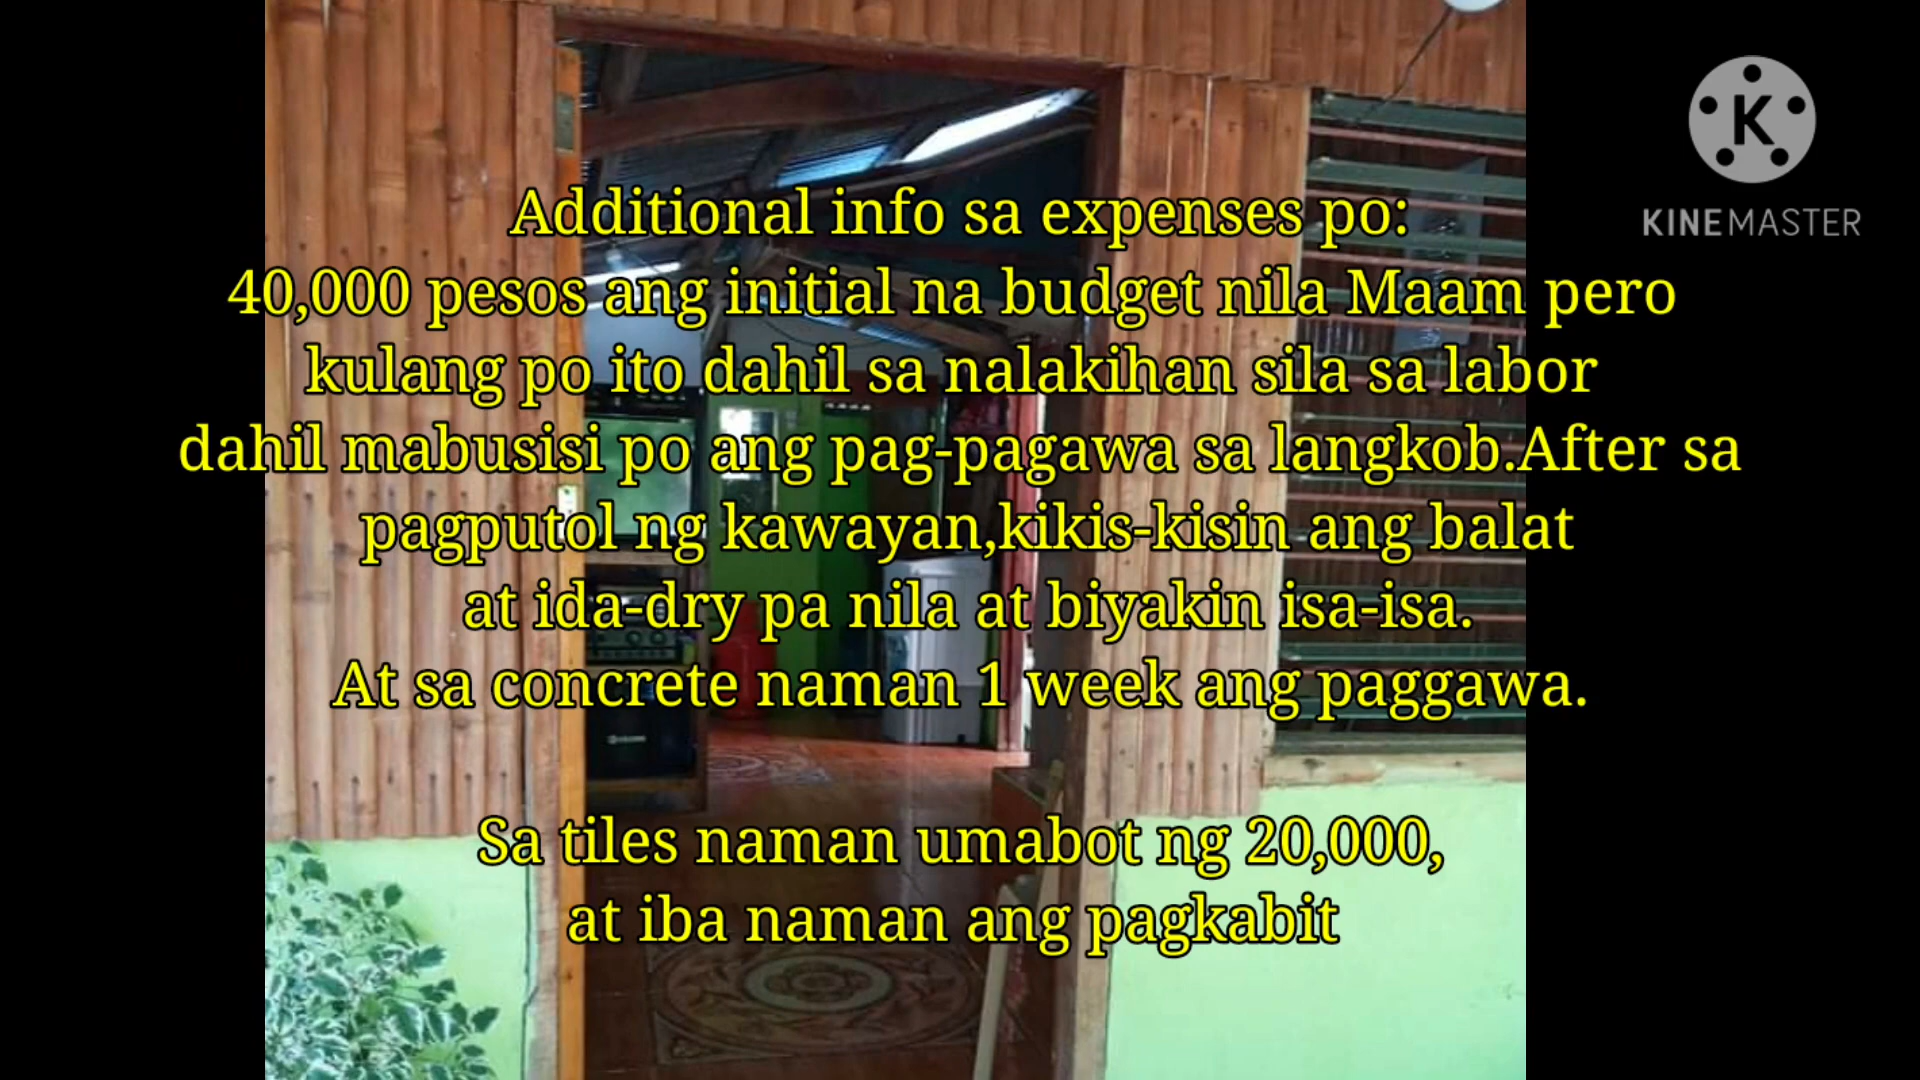 Additional info sa expenses po:
40,000 pesos ang initial na budget nila Maam pero
kulang po ito dahil sa nalakihan sila sa labor
dahil mabusisi po ang pag-pagawa sa langkob.After sa
pagputol ng kawayan,kikis-kisin ang balat
at ida-dry pa nila at biyakin isa-isa.
At sa concrete naman 1 week ang paggawa.
Sa tiles naman umabot ng 20,000,
at iba naman ang pagkabit
K
KINEMASTER